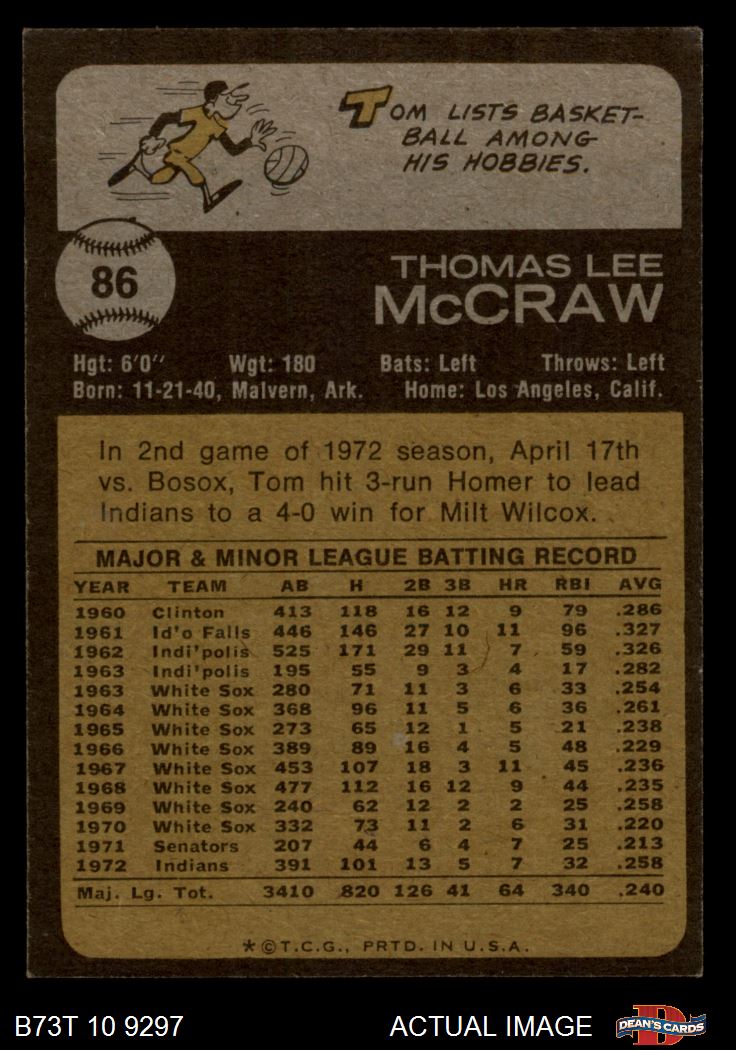 TOM LISTS BASKET-
BALL AMONG
HIS HOBBIES.
86
THOMAS LEE
McCRAW
Hgt: 6'0" Wgt: 180 Bats: Left Throws: Left
Born: 11-21-40, Malvern, Ark. Home: Los Angeles, Calif.
In 2nd game of 1972 season, April 17th
vs. Bosox, Tom hit 3-run Homer to lead
Indians to a 4-0 win for Milt Wilcox.
MAJOR & MINOR LEAGUE BATTING RECORD
YEAR TEAM AB H 2B 3B HR RBI AVG
1960 Clinton 413 118 16 12 9 79 .286
1961 Id'o Falls 446 146 27 10 11 96 .327
1962 Indi'polis 525 171 29 11 7 59 .326
1963 Indi'polis 195 55 9 3 4 17 .282
1963 White Sox 280 71 11 3 6 33 .254
1964 White Sox 368 96 11 5 6 36 .261
1965 White Sox 273 65 12 1 5 21 .238
1966 White Sox 389 89 16 4 5 48 .229
1967 White Sox 453 107 18 3 11 45 .236
1968 White Sox 477 112 16 12 9 44 .235
1969 White Sox 240 62 12 2 2 25 .258
1970 White Sox 332 73 11 2 6 31 .220
1971 Senators 207 44 6 4 7 25 .213
1972 Indians 391 101 13 5 7 32 .258
Maj. Lg. Tot. 3410 820 126 41 64 340 .240
*©T.C.G., PRTD. IN U.S.A.
B73T 10 9297 ACTUAL IMAGE D DEAN'S CARDS